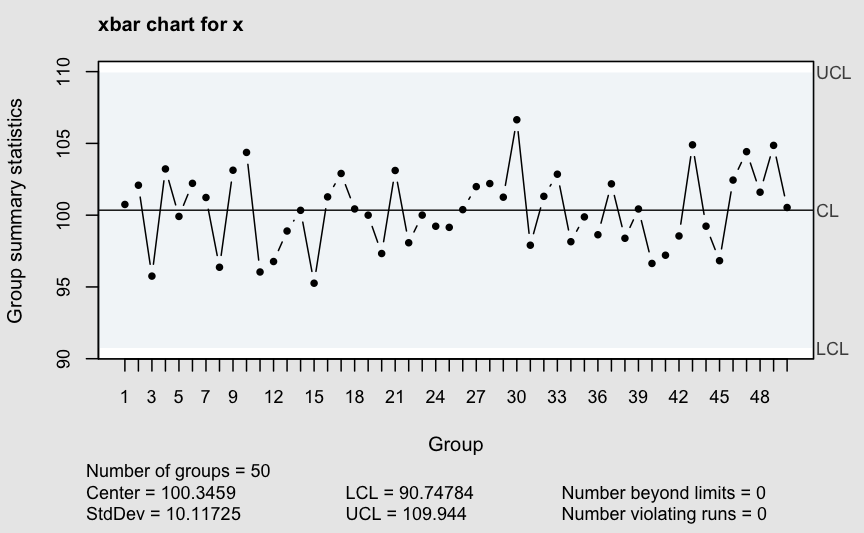 xbar chart for x
Group summary statistics
110
105
100
95
90
UCL
CL
LCL
1 3 5 7 9 12 15 18 21 24 27 30 33 36 39 42 45 48
Group
Number of groups = 50
Center = 100.3459 LCL = 90.74784 Number beyond limits = 0
StdDev = 10.11725 UCL = 109.944 Number violating runs = 0